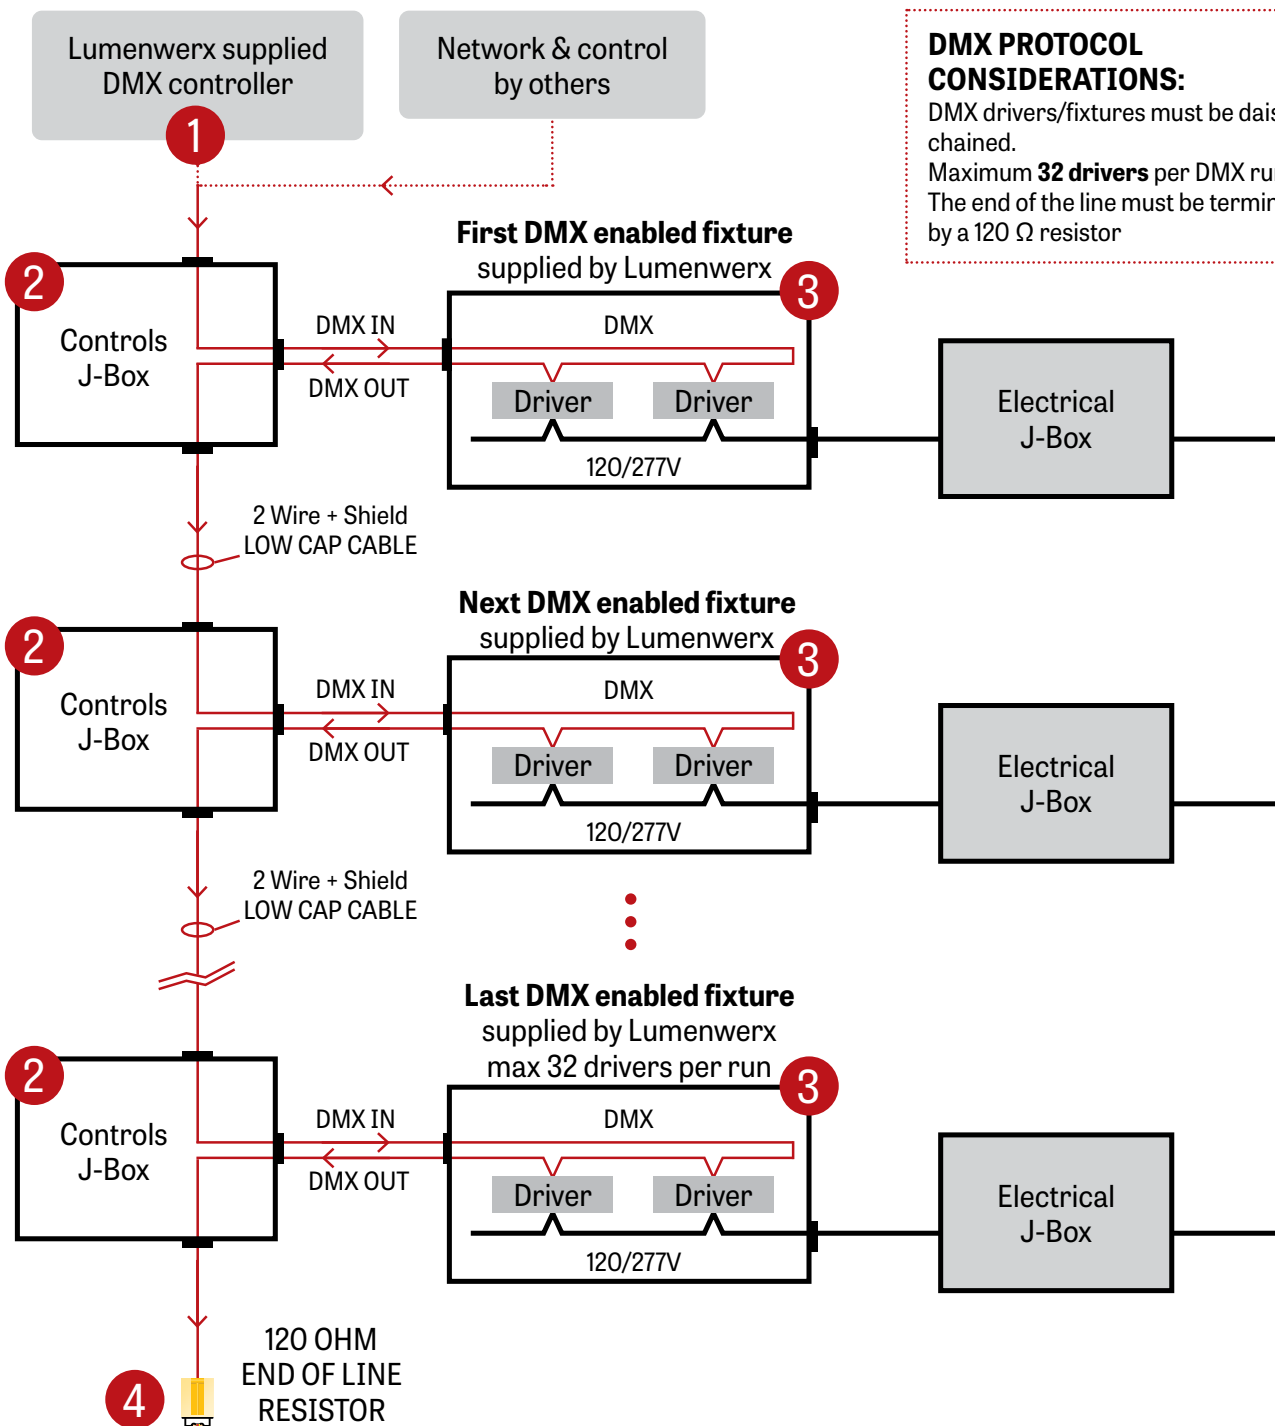 Lumenwerx supplied
DMX controller
1
Network & control
by others
DMX PROTOCOL
CONSIDERATIONS:
DMX drivers/fixtures must be
chained.
Maximum 32 drivers per DMX
The end of the line must be
by a 120 Ω resistor
First DMX enabled fixture
supplied by Lumenwerx
2
Controls
J-Box
DMX IN
DMX OUT
3
DMX
Driver
Driver
120/277V
Electrical
J-Box
2 Wire + Shield
LOW CAP CABLE
Next DMX enabled fixture
supplied by Lumenwerx
2
Controls
J-Box
DMX IN
DMX OUT
3
DMX
Driver
Driver
120/277V
Electrical
J-Box
2 Wire + Shield
LOW CAP CABLE
Last DMX enabled fixture
supplied by Lumenwerx
max 32 drivers per run
2
Controls
J-Box
DMX IN
DMX OUT
3
DMX
Driver
Driver
120/277V
Electrical
J-Box
4
120 OHM
END OF LINE
RESISTOR